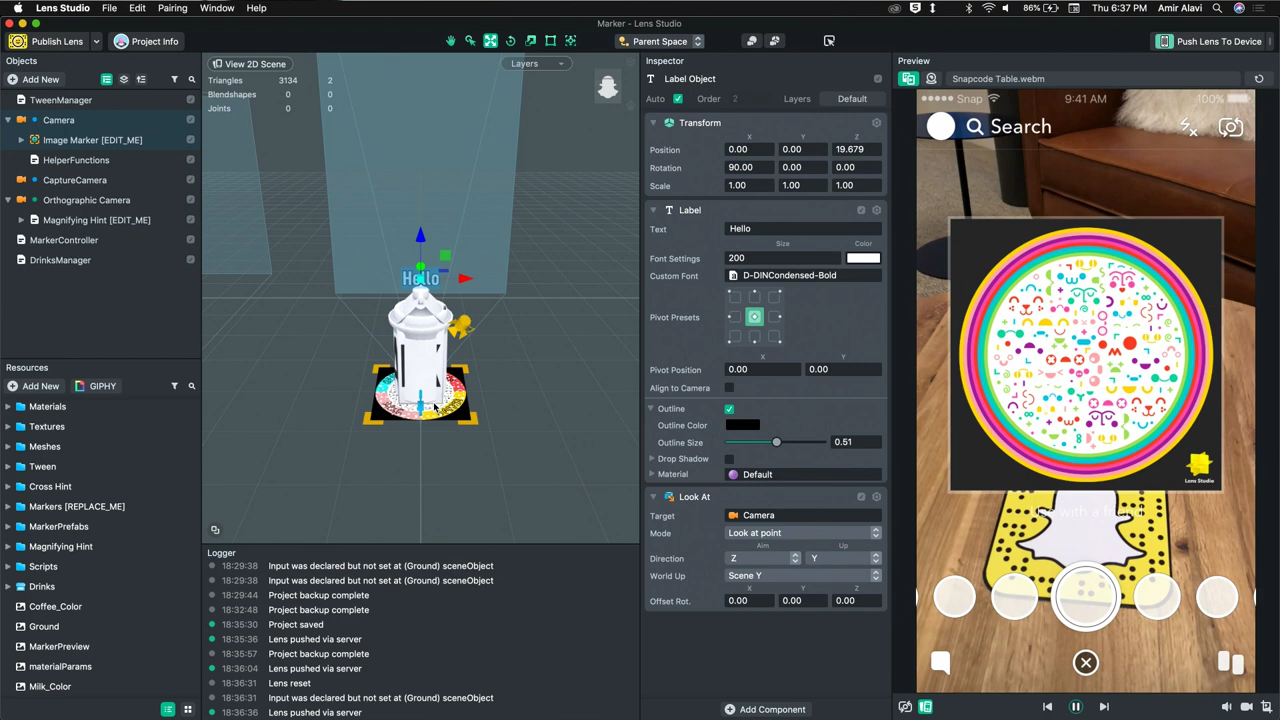 Lens Studio File Edit Pairing Window Help
86% Thu 6:37 PM Amir Alavi
Marker - Lens Studio
Publish Lens Project Info Parent Space Push Lens To Device
Objects
Add New
TweenManager
Camera
Image Marker [EDIT_ME]
HelperFunctions
CaptureCamera
Orthographic Camera
Magnifying Hint [EDIT_ME]
MarkerController
DrinksManager
Resources
Add New GIPHY
Materials
Textures
Meshes
Tween
Cross Hint
Markers [REPLACE_ME]
MarkerPrefabs
Magnifying Hint
Scripts
Drinks
Coffee_Color
Ground
MarkerPreview
materialParams
Milk_Color
View 2D Scene Layers
Triangles 3134 2
Blendshapes 0 0
Joints 0 0
Hello
Logger
18:29:38 Input was declared but not set at (Ground) sceneObject
18:29:38 Input was declared but not set at (Ground) sceneObject
18:29:44 Project backup complete
18:32:48 Project backup complete
18:35:30 Project saved
18:35:36 Lens pushed via server
18:35:57 Project backup complete
18:36:04 Lens pushed via server
18:36:31 Lens reset
18:36:31 Input was declared but not set at (Ground) sceneObject
18:36:36 Lens pushed via server
Inspector
Label Object
Auto Order 2 Layers Default
Transform
X Y Z
Position 0.00 0.00 19.679
Rotation 90.00 0.00 0.00
Scale 1.00 1.00 1.00
Label
Text Hello
Size Color
Font Settings 200
Custom Font D-DINCondensed-Bold
Pivot Presets
X Y
Pivot Position 0.00 0.00
Align to Camera
Outline
Outline Color
Outline Size 0.51
Drop Shadow
Material Default
Look At
Target Camera
Mode Look at point
Aim Up
Direction Z Y
World Up Scene Y
X Y Z
Offset Rot. 0.00 0.00 0.00
Add Component
Preview
Snapcode Table.webm
Snap 9:41 AM 100%
Search
Lens Studio
Use with a friend!